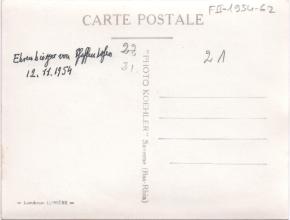 FII-1954-62
CARTE POSTALE
Ehrenbürger von Pfaffenhofen
12.11.1954
22
21
21
"PHOTO KOEHLER" Saverne (Bas-Rhin)
LUMIÈRE